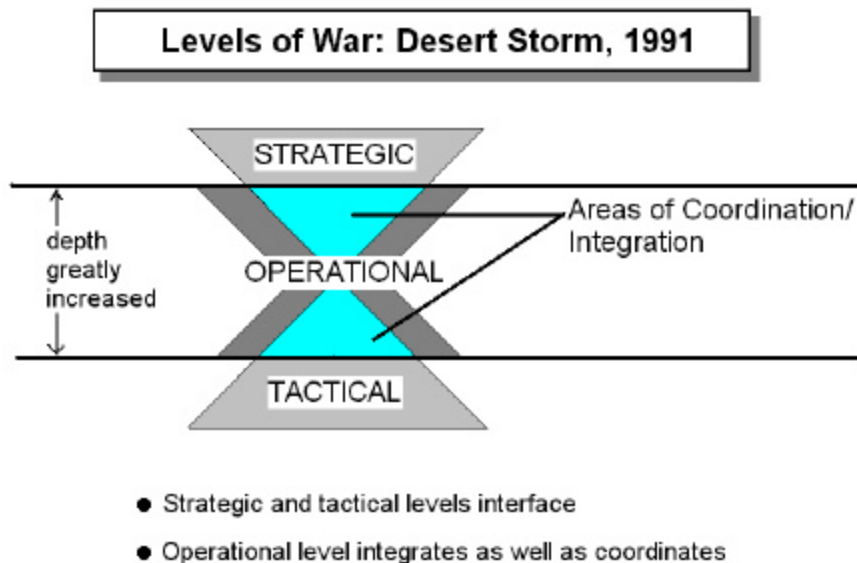 Levels of War: Desert Storm, 1991
STRATEGIC
depth
greatly
increased
Areas of Coordination/
Integration
OPERATIONAL
TACTICAL
● Strategic and tactical levels interface
● Operational level integrates as well as coordinates